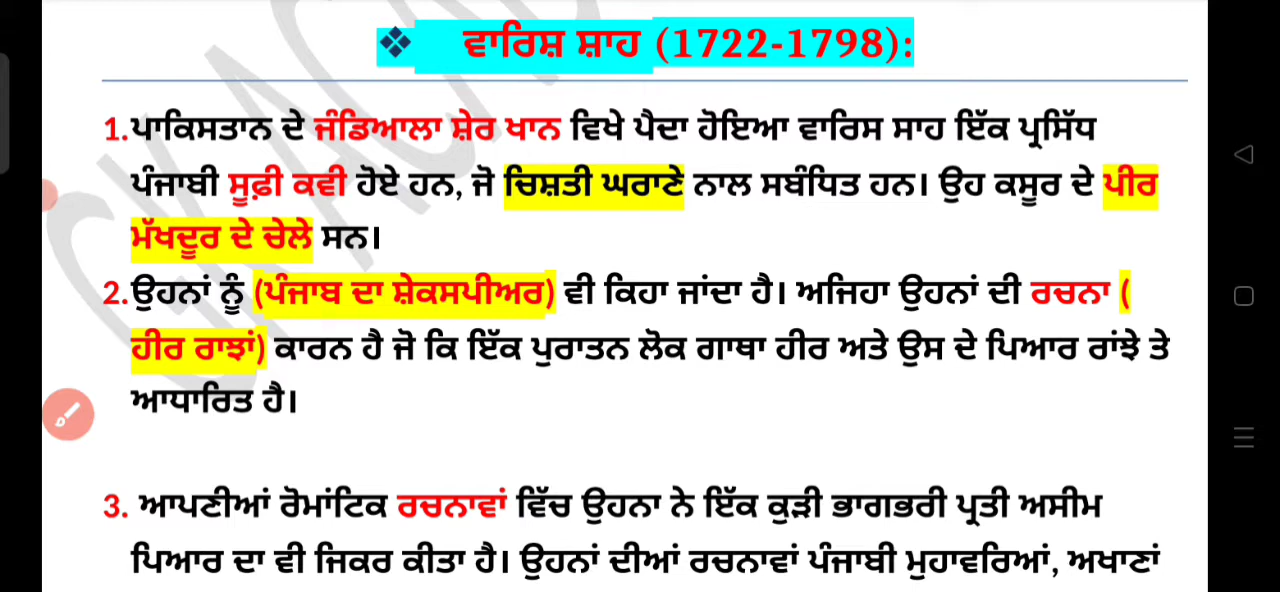 ❖ ਵਾਰਿਸ਼ ਸ਼ਾਹ (1722-1798):
1.ਪਾਕਿਸਤਾਨ ਦੇ ਜੰਡਿਆਲਾ ਸ਼ੇਰ ਖਾਨ ਵਿਖੇ ਪੈਦਾ ਹੋਇਆ ਵਾਰਿਸ ਸਾਹ ਇੱਕ ਪ੍ਰਸਿੱਧ
ਪੰਜਾਬੀ ਸੂਫ਼ੀ ਕਵੀ ਹੋਏ ਹਨ, ਜੋ ਚਿਸ਼ਤੀ ਘਰਾਣੇ ਨਾਲ ਸਬੰਧਿਤ ਹਨ। ਉਹ ਕਸੂਰ ਦੇ ਪੀਰ
ਮੱਖਦੂਰ ਦੇ ਚੇਲੇ ਸਨ।
2.ਉਹਨਾਂ ਨੂੰ (ਪੰਜਾਬ ਦਾ ਸ਼ੇਕਸਪੀਅਰ) ਵੀ ਕਿਹਾ ਜਾਂਦਾ ਹੈ। ਅਜਿਹਾ ਉਹਨਾਂ ਦੀ ਰਚਨਾ (
ਹੀਰ ਰਾਝਾਂ) ਕਾਰਨ ਹੈ ਜੋ ਕਿ ਇੱਕ ਪੁਰਾਤਨ ਲੋਕ ਗਾਥਾ ਹੀਰ ਅਤੇ ਉਸ ਦੇ ਪਿਆਰ ਰਾਂਝੇ ਤੇ
ਆਧਾਰਿਤ ਹੈ।
3. ਆਪਣੀਆਂ ਰੋਮਾਂਟਿਕ ਰਚਨਾਵਾਂ ਵਿੱਚ ਉਹਨਾ ਨੇ ਇੱਕ ਕੁੜੀ ਭਾਗਭਰੀ ਪ੍ਰਤੀ ਅਸੀਮ
ਪਿਆਰ ਦਾ ਵੀ ਜਿਕਰ ਕੀਤਾ ਹੈ। ਉਹਨਾਂ ਦੀਆਂ ਰਚਨਾਵਾਂ ਪੰਜਾਬੀ ਮੁਹਾਵਰਿਆਂ, ਅਖਾਣਾਂ